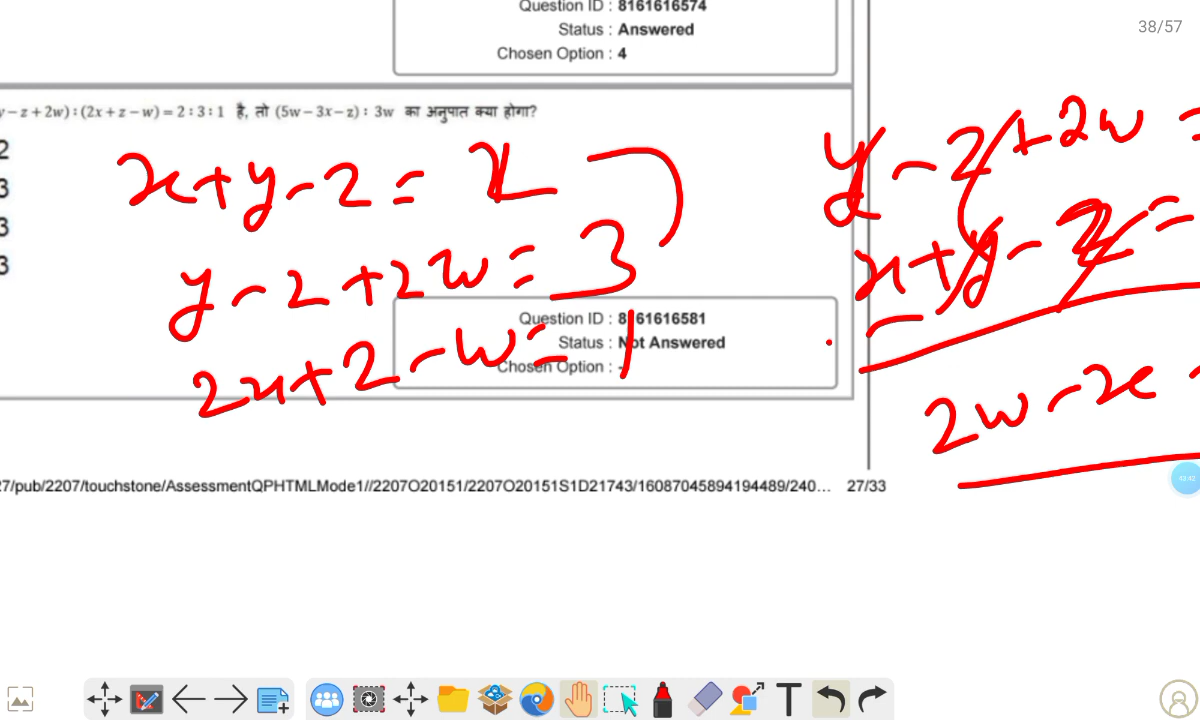 Question ID : 8161616574
Status : Answered
Chosen Option : 4
38/57
y – z + 2w) : (2x + z – w) = 2 : 3 : 1 है, तो (5w – 3x – z) : 3w का अनुपात क्या होगा?
2
3
3
3
x+y-z=2
y-z+2w=3
2x+z-w=1
y-z+2w=
x+y-z=
2w-x
Question ID : 8161616581
Status : Not Answered
Chosen Option : -
27/pub/2207/touchstone/AssessmentQPHTMLMode1//2207O20151/2207O20151S1D21743/16087045894194489/240... 27/33
T